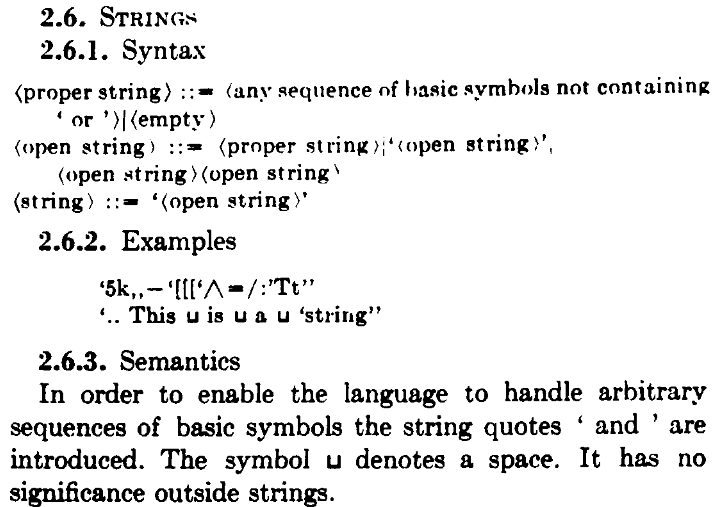 2.6. STRINGS
2.6.1. Syntax
⟨proper string⟩ ::= ⟨any sequence of basic symbols not containing
‘ or ’⟩|⟨empty⟩
⟨open string⟩ ::= ⟨proper string⟩|‘⟨open string⟩’,
⟨open string⟩⟨open string⟩
⟨string⟩ ::= ‘⟨open string⟩’
2.6.2. Examples
‘5k,,−‘[[[‘∧=/:’Tt’’
‘.. This ⊔ is ⊔ a ⊔ ‘string’’
2.6.3. Semantics
In order to enable the language to handle arbitrary
sequences of basic symbols the string quotes ‘ and ’ are
introduced. The symbol ⊔ denotes a space. It has no
significance outside strings.